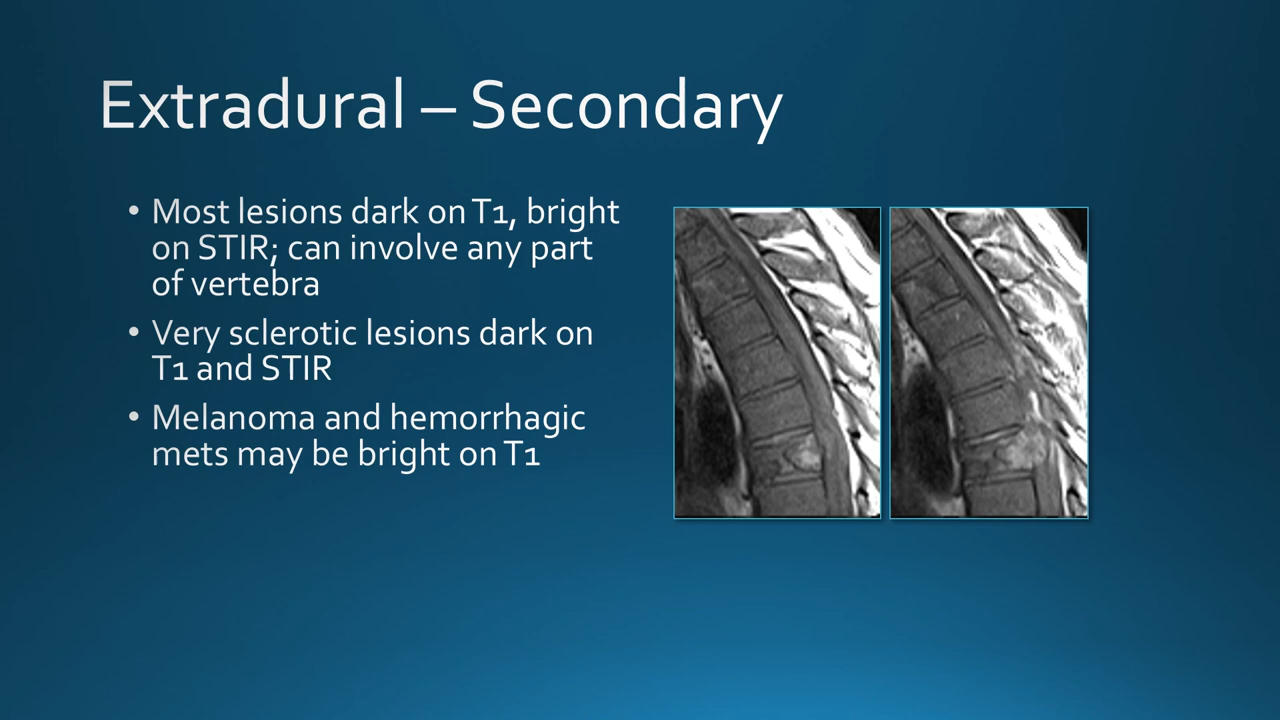 Extradural – Secondary
• Most lesions dark on T1, bright
on STIR; can involve any part
of vertebra
• Very sclerotic lesions dark on
T1 and STIR
• Melanoma and hemorrhagic
mets may be bright on T1